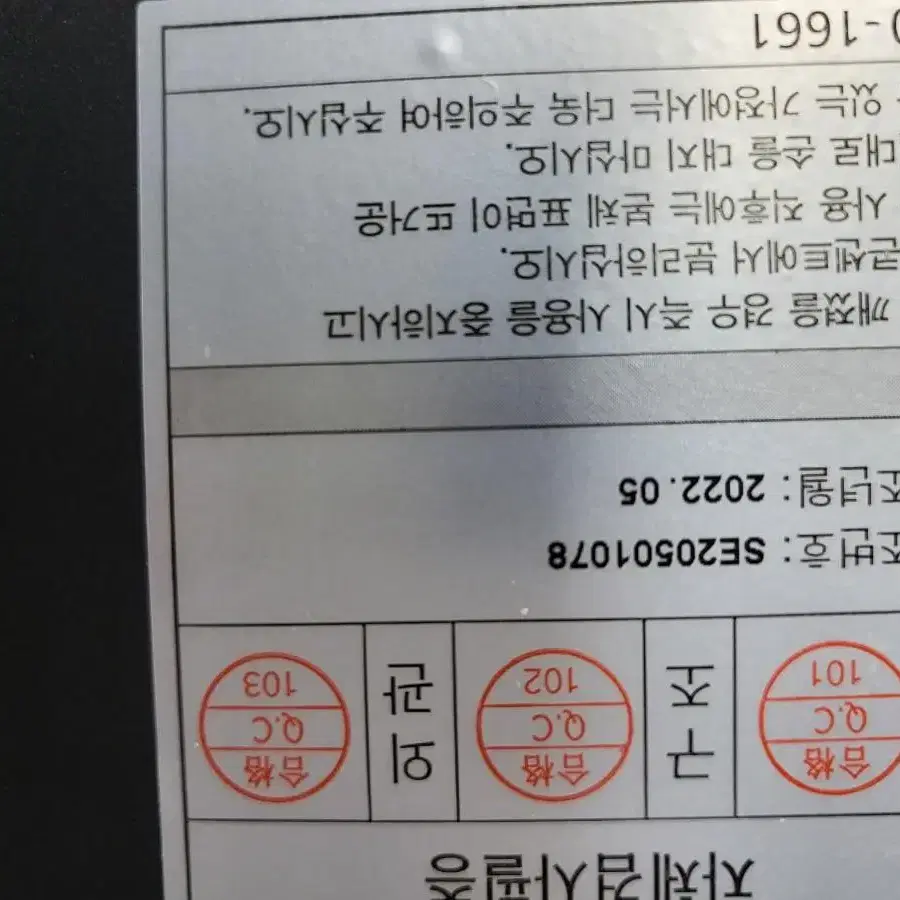 자체검사필증
合格 구조 合格 외관 合格
Q.C Q.C Q.C
101 102 103
조번호: SE20501078
조년월: 2022. 05
깨졌을 경우 즉시 사용을 중지하시고
콘센트에서 분리하십시오.
사용 직후에는 본체 표면이 뜨거운
대로 손을 대지 마십시오.
있는 가정에서는 더욱 주의하여 주십시오.
0-1661